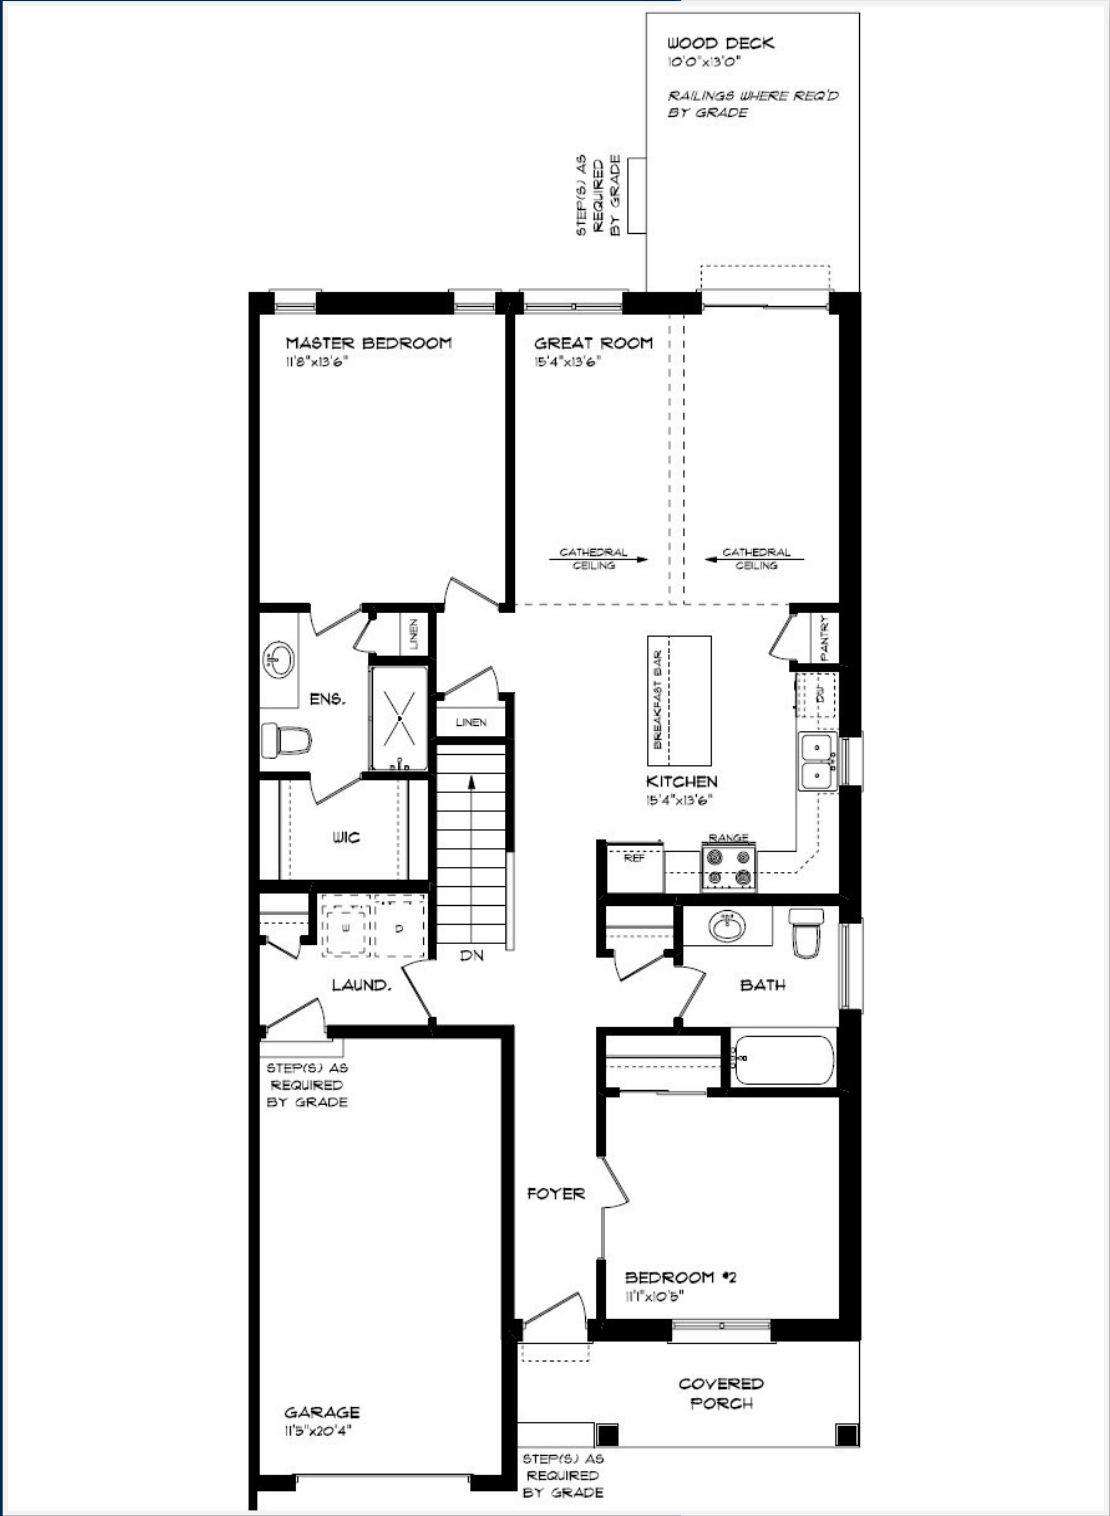 WOOD DECK
10'0"x13'0"
RAILINGS WHERE REQ'D
BY GRADE
STEP(S) AS
REQUIRED
BY GRADE
MASTER BEDROOM
11'8"x13'6"
GREAT ROOM
15'4"x13'6"
CATHEDRAL
CEILING
CATHEDRAL
CEILING
LINEN
PANTRY
ENS.
BREAKFAST BAR
DW
LINEN
KITCHEN
15'4"x13'6"
WIC
RANGE
REF
W
D
DN
LAUND.
BATH
STEP(S) AS
REQUIRED
BY GRADE
FOYER
BEDROOM #2
11'1"x10'5"
COVERED
PORCH
GARAGE
11'5"x20'4"
STEP(S) AS
REQUIRED
BY GRADE